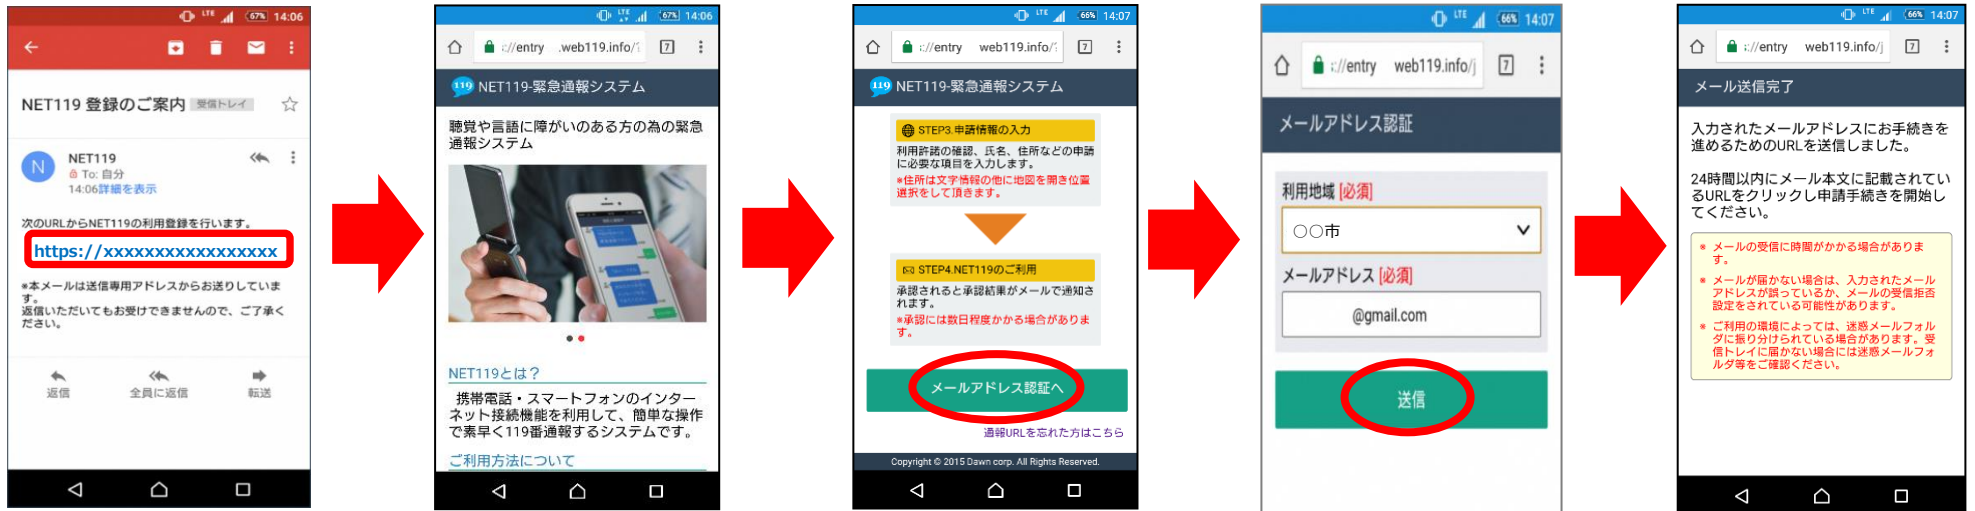 LTE 67% 14:06
NET119 登録のご案内 受信トレイ
N
NET119
To: 自分
14:06詳細を表示
次のURLからNET119の利用登録を行います。
https://xxxxxxxxxxxxxxxxx
*本メールは送信専用アドレスからお送りしていま
す。
返信いただいてもお受けできませんので、ご了承く
ださい。
返信 全員に返信 転送
LTE 67% 14:06
://entry .web119.info/? 7
119 NET119-緊急通報システム
聴覚や言語に障がいのある方の為の緊急
通報システム
NET119とは？
携帯電話・スマートフォンのインター
ネット接続機能を利用して、簡単な操作
で素早く119番通報するシステムです。
ご利用方法について
LTE 66% 14:07
://entry web119.info/? 7
119 NET119-緊急通報システム
STEP3.申請情報の入力
利用許諾の確認、氏名、住所などの申請
に必要な項目を入力します。
*住所は文字情報の他に地図を開き位置
選択をして頂きます。
STEP4.NET119のご利用
承認されると承認結果がメールで通知さ
れます。
*承認には数日程度かかる場合がありま
す。
メールアドレス認証へ
通報URLを忘れた方はこちら
Copyright © 2015 Dawn corp. All Rights Reserved.
LTE 66% 14:07
://entry web119.info/j 7
メールアドレス認証
利用地域 [必須]
○○市
メールアドレス [必須]
@gmail.com
送信
LTE 66% 14:07
://entry web119.info/j 7
メール送信完了
入力されたメールアドレスにお手続きを
進めるためのURLを送信しました。
24時間以内にメール本文に記載されてい
るURLをクリックし申請手続きを開始し
てください。
* メールの受信に時間がかかる場合がありま
す。
* メールが届かない場合は、入力されたメール
アドレスが誤っているか、メールの受信拒否
設定をされている可能性があります。
* ご利用の環境によっては、迷惑メールフォル
ダに振り分けられている場合があります。受
信トレイに届かない場合には迷惑メールフォ
ルダ等をご確認ください。